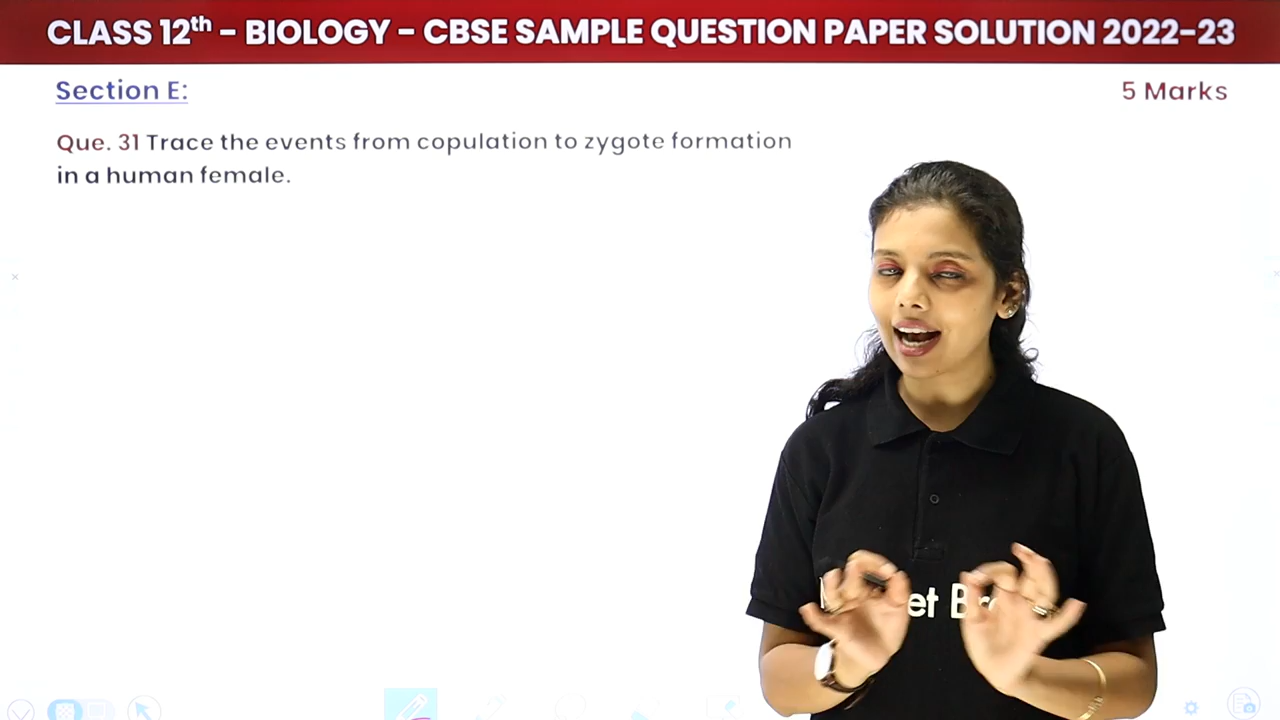 CLASS 12th – BIOLOGY – CBSE SAMPLE QUESTION PAPER SOLUTION 2022–23
Section E:
5 Marks
Que. 31 Trace the events from copulation to zygote formation
in a human female.